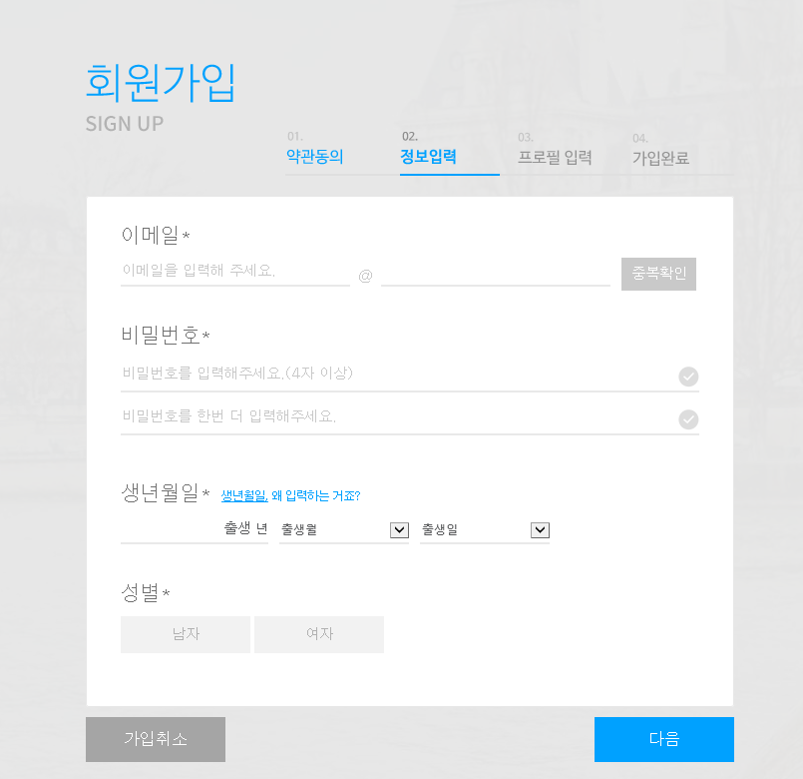 회원가입
SIGN UP
01. 02. 03. 04.
약관동의 정보입력 프로필 입력 가입완료
이메일*
이메일을 입력해 주세요. @ 중복확인
비밀번호*
비밀번호를 입력해주세요.(4자 이상)
비밀번호를 한번 더 입력해주세요.
생년월일* 생년월일, 왜 입력하는 거죠?
출생 년 출생월 출생일
성별*
남자 여자
가입취소 다음